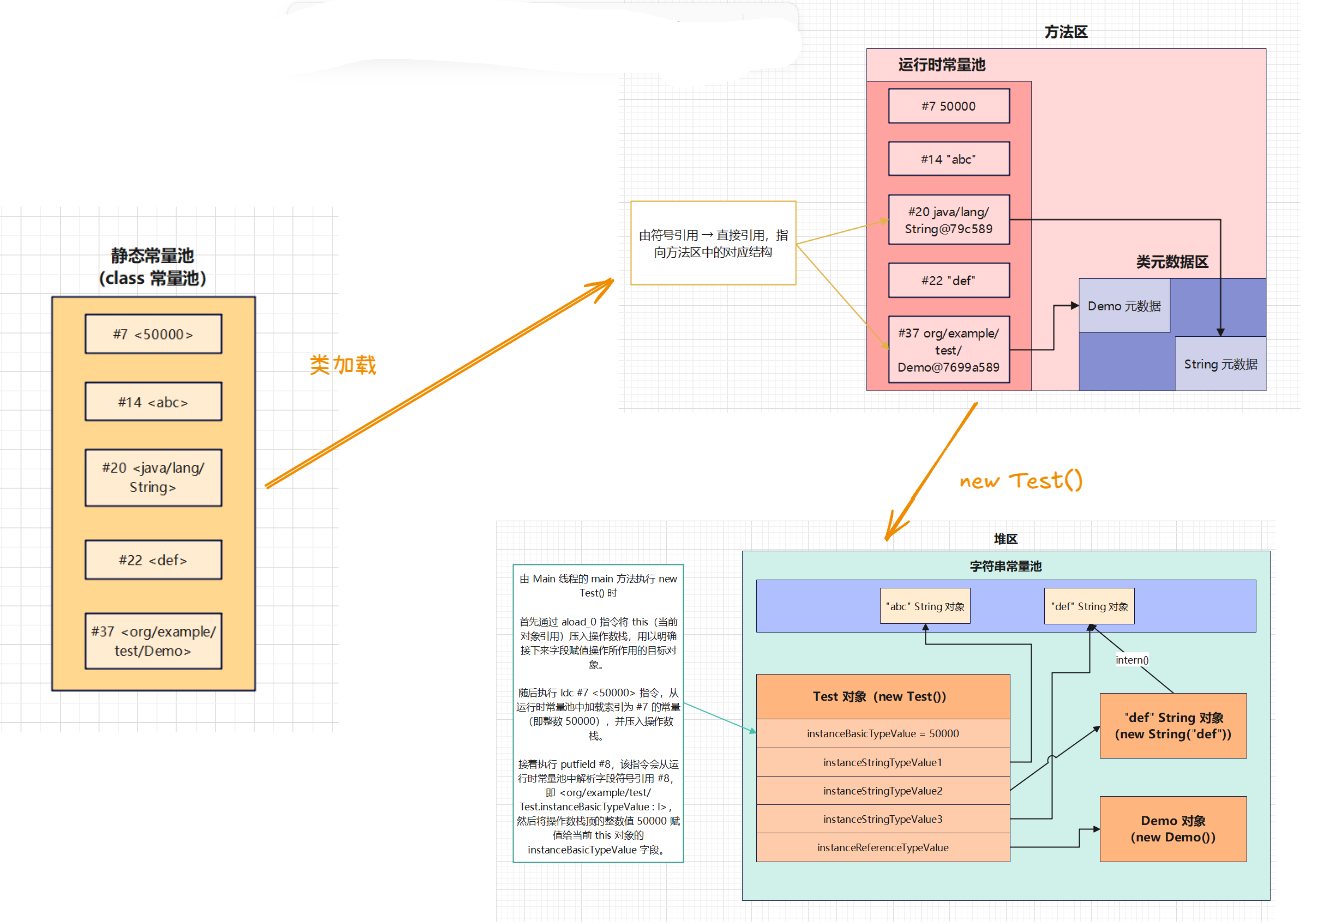 静态常量池
（class 常量池）
#7 <50000>
#14 <abc>
#20 <java/lang/
String>
#22 <def>
#37 <org/example/
test/Demo>
类加载
方法区
运行时常量池
#7 50000
#14 "abc"
#20 java/lang/
String@79c589
#22 "def"
#37 org/example/
test/
Demo@7699a589
由符号引用 → 直接引用，指
向方法区中的对应结构
类元数据区
Demo 元数据
String 元数据
new Test()
由 Main 线程的 main 方法执行 new
Test() 时
首先通过 aload_0 指令将 this（当前
对象引用）压入操作数栈，用以明确
接下来字段赋值操作所作用的目标对
象。
随后执行 ldc #7 <50000> 指令，从
运行时常量池中加载索引为 #7 的常量
（即整数 50000），并压入操作数
栈。
接着执行 putfield #8，该指令会从运
行时常量池中解析字段符号引用 #8，
即 <org/example/test/
Test.instanceBasicTypeValue : I>，
然后将操作数栈顶的整数值 50000 赋
值给当前 this 对象的
instanceBasicTypeValue 字段。
堆区
字符串常量池
"abc" String 对象
"def" String 对象
intern()
Test 对象（new Test()）
instanceBasicTypeValue = 50000
instanceStringTypeValue1
instanceStringTypeValue2
instanceStringTypeValue3
instanceReferenceTypeValue
"def" String 对象
(new String("def"))
Demo 对象
(new Demo())